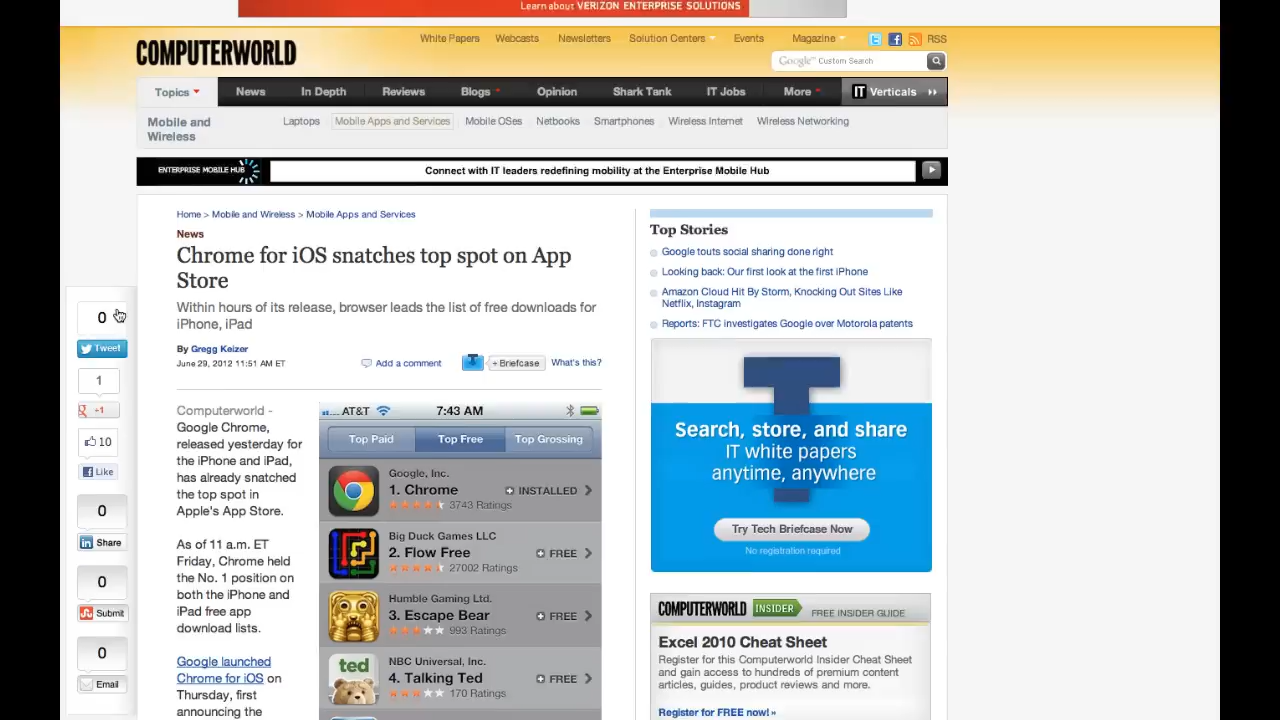 Learn about VERIZON ENTERPRISE SOLUTIONS
COMPUTERWORLD
White Papers Webcasts Newsletters Solution Centers Events Magazine RSS
Google™ Custom Search
Topics News In Depth Reviews Blogs Opinion Shark Tank IT Jobs More IT Verticals
Mobile and Wireless
Laptops Mobile Apps and Services Mobile OSes Netbooks Smartphones Wireless Internet Wireless Networking
ENTERPRISE MOBILE HUB
Connect with IT leaders redefining mobility at the Enterprise Mobile Hub
Home > Mobile and Wireless > Mobile Apps and Services
News
Chrome for iOS snatches top spot on App
Store
Within hours of its release, browser leads the list of free downloads for
iPhone, iPad
By Gregg Keizer
June 29, 2012 11:51 AM ET
Add a comment
+ Briefcase
What's this?
0
Tweet
1
+1
10
Like
0
Share
0
Submit
0
Email
Computerworld -
Google Chrome,
released yesterday for
the iPhone and iPad,
has already snatched
the top spot in
Apple's App Store.
As of 11 a.m. ET
Friday, Chrome held
the No. 1 position on
both the iPhone and
iPad free app
download lists.
Google launched
Chrome for iOS on
Thursday, first
announcing the
AT&T 7:43 AM
Top Paid Top Free Top Grossing
Google, Inc.
1. Chrome INSTALLED
3743 Ratings
Big Duck Games LLC
2. Flow Free FREE
27002 Ratings
Humble Gaming Ltd.
3. Escape Bear FREE
993 Ratings
ted
NBC Universal, Inc.
4. Talking Ted FREE
170 Ratings
Top Stories
Google touts social sharing done right
Looking back: Our first look at the first iPhone
Amazon Cloud Hit By Storm, Knocking Out Sites Like
Netflix, Instagram
Reports: FTC investigates Google over Motorola patents
Search, store, and share
IT white papers
anytime, anywhere
Try Tech Briefcase Now
No registration required
COMPUTERWORLD INSIDER FREE INSIDER GUIDE
Excel 2010 Cheat Sheet
Register for this Computerworld Insider Cheat Sheet
and gain access to hundreds of premium content
articles, guides, product reviews and more.
Register for FREE now! »